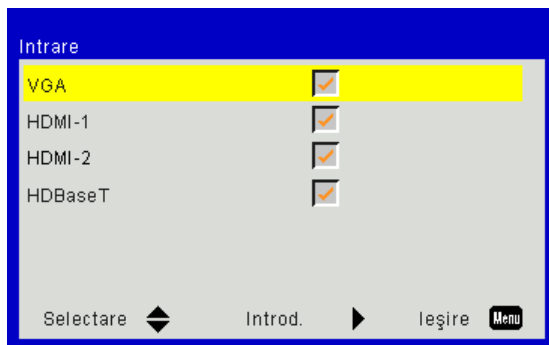 Intrare
VGA
HDMI-1
HDMI-2
HDBaseT
Selectare Introd. Ieşire Menu